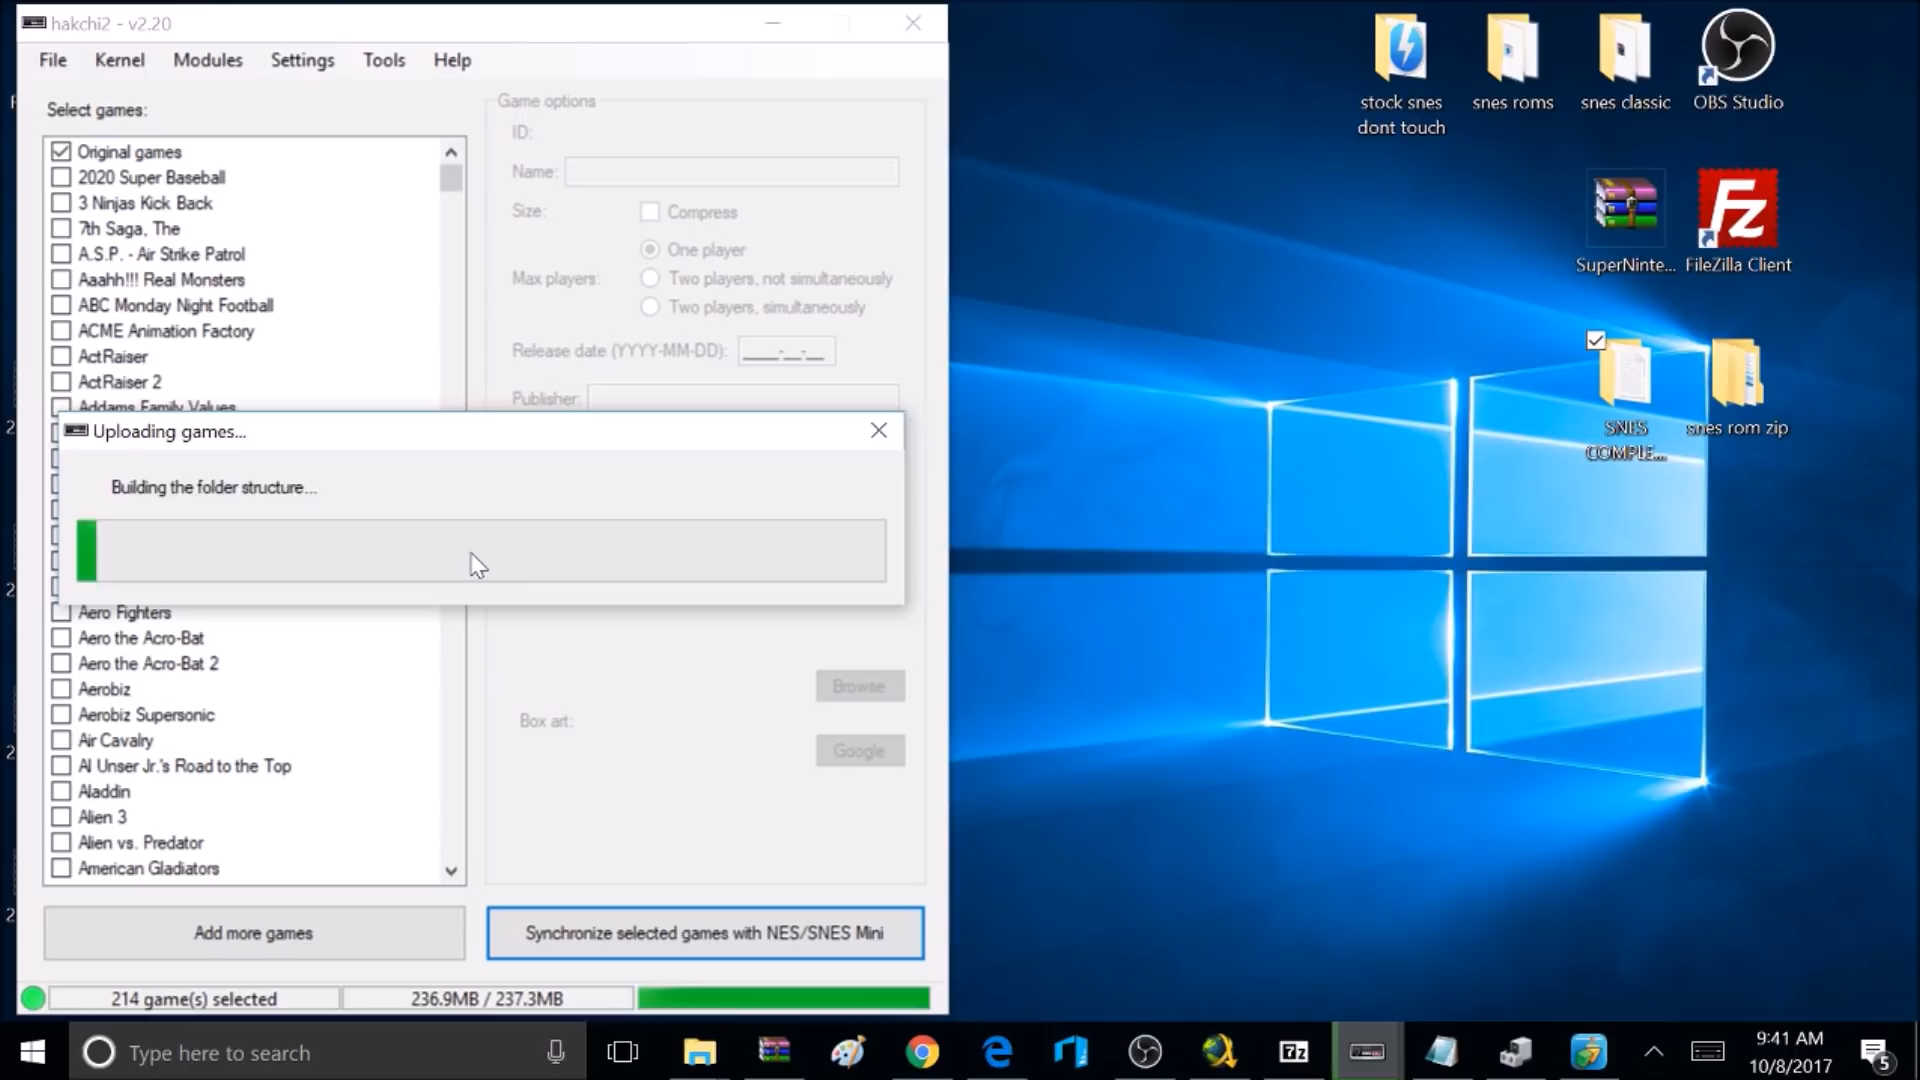 hakchi2 - v2.20
File Kernel Modules Settings Tools Help
Select games:
Original games
2020 Super Baseball
3 Ninjas Kick Back
7th Saga, The
A.S.P. - Air Strike Patrol
Aaahh!!! Real Monsters
ABC Monday Night Football
ACME Animation Factory
ActRaiser
ActRaiser 2
Addams Family Values
Game options
ID:
Name:
Size:
Compress
Max players:
One player
Two players, not simultaneously
Two players, simultaneously
Release date (YYYY-MM-DD):
____-__-__
Publisher:
Uploading games...
Building the folder structure...
Aero Fighters
Aero the Acro-Bat
Aero the Acro-Bat 2
Aerobiz
Aerobiz Supersonic
Air Cavalry
Al Unser Jr.'s Road to the Top
Aladdin
Alien 3
Alien vs. Predator
American Gladiators
Browse
Box art:
Google
Add more games
Synchronize selected games with NES/SNES Mini
214 game(s) selected
236.9MB / 237.3MB
stock snes
dont touch
snes roms
snes classic
OBS Studio
SuperNinte...
Fz
FileZilla Client
SNES
COMPLE...
snes rom zip
Type here to search
7z
9:41 AM
10/8/2017
5